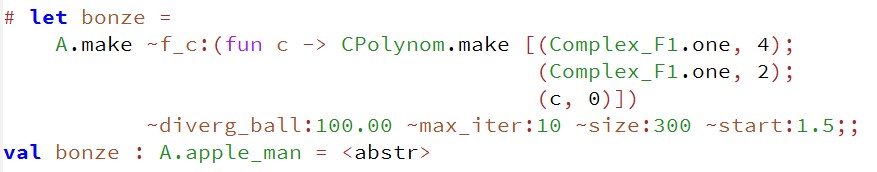 # let bonze =
    A.make ~f_c:(fun c -> CPolynom.make [(Complex_F1.one, 4);
                                         (Complex_F1.one, 2);
                                         (c, 0)])
           ~diverg_ball:100.00 ~max_iter:10 ~size:300 ~start:1.5;;
val bonze : A.apple_man = <abstr>